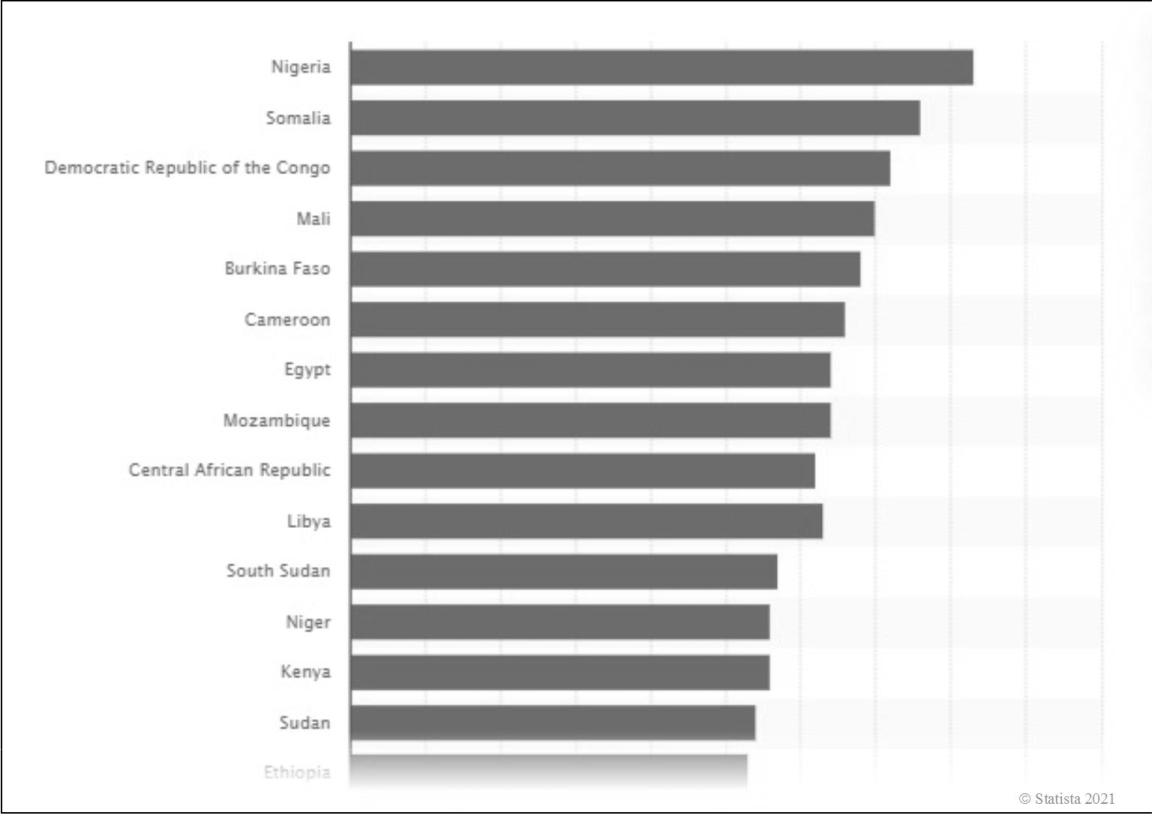 Nigeria
Somalia
Democratic Republic of the Congo
Mali
Burkina Faso
Cameroon
Egypt
Mozambique
Central African Republic
Libya
South Sudan
Niger
Kenya
Sudan
Ethiopia
© Statista 2021